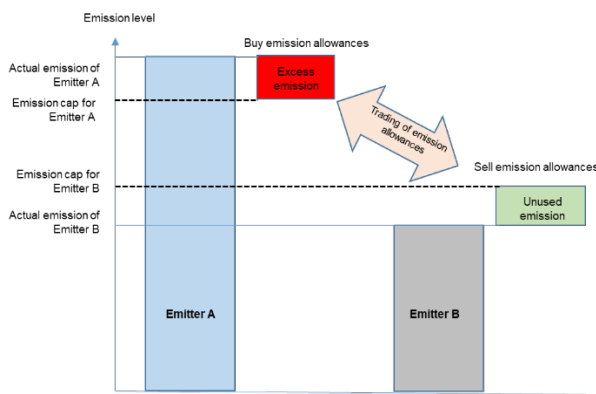 Emission level
Buy emission allowances
Actual emission of
Emitter A
Excess
emission
Emission cap for
Emitter A
Trading of emission
allowances
Sell emission allowances
Emission cap for
Emitter B
Unused
emission
Actual emission of
Emitter B
Emitter A
Emitter B